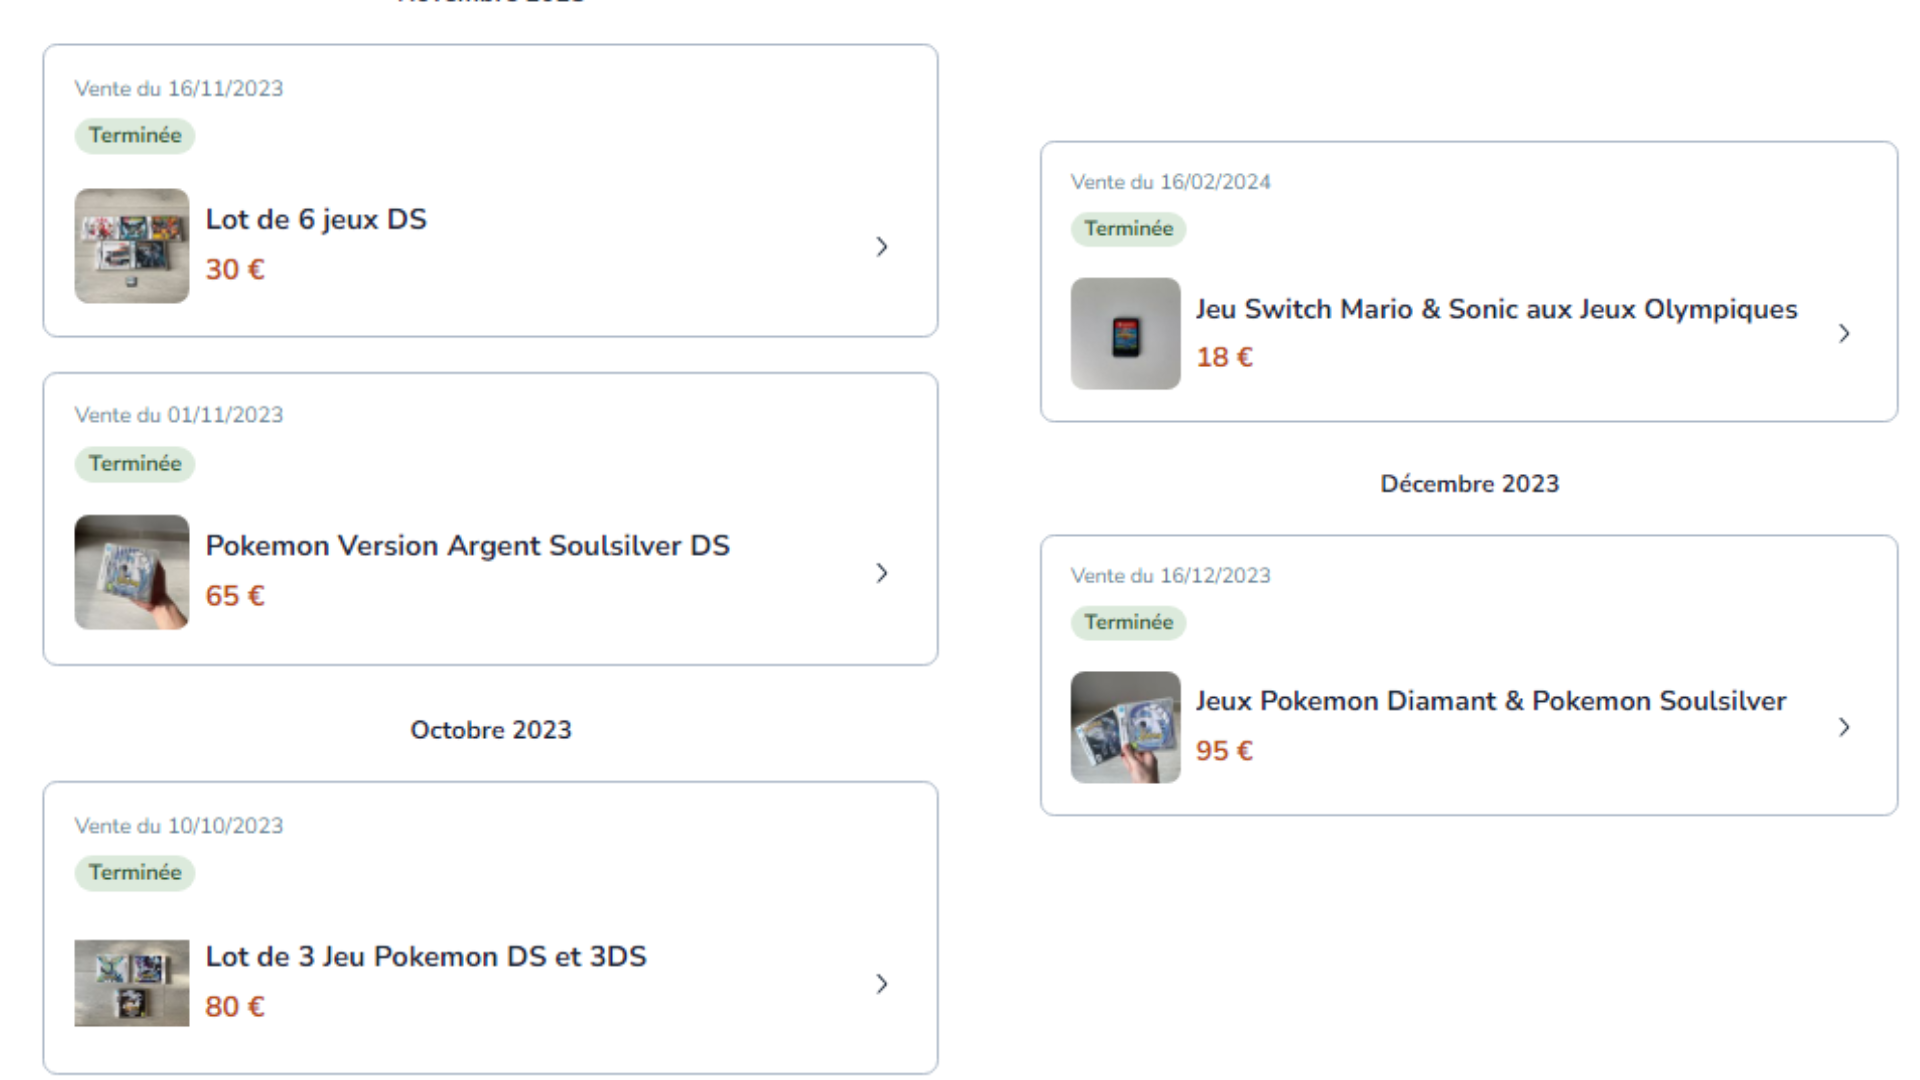 Novembre 2023
Vente du 16/11/2023
Terminée
Lot de 6 jeux DS
30 €
Vente du 01/11/2023
Terminée
Pokemon Version Argent Soulsilver DS
65 €
Octobre 2023
Vente du 10/10/2023
Terminée
Lot de 3 Jeu Pokemon DS et 3DS
80 €
Vente du 16/02/2024
Terminée
Jeu Switch Mario & Sonic aux Jeux Olympiques
18 €
Décembre 2023
Vente du 16/12/2023
Terminée
Jeux Pokemon Diamant & Pokemon Soulsilver
95 €